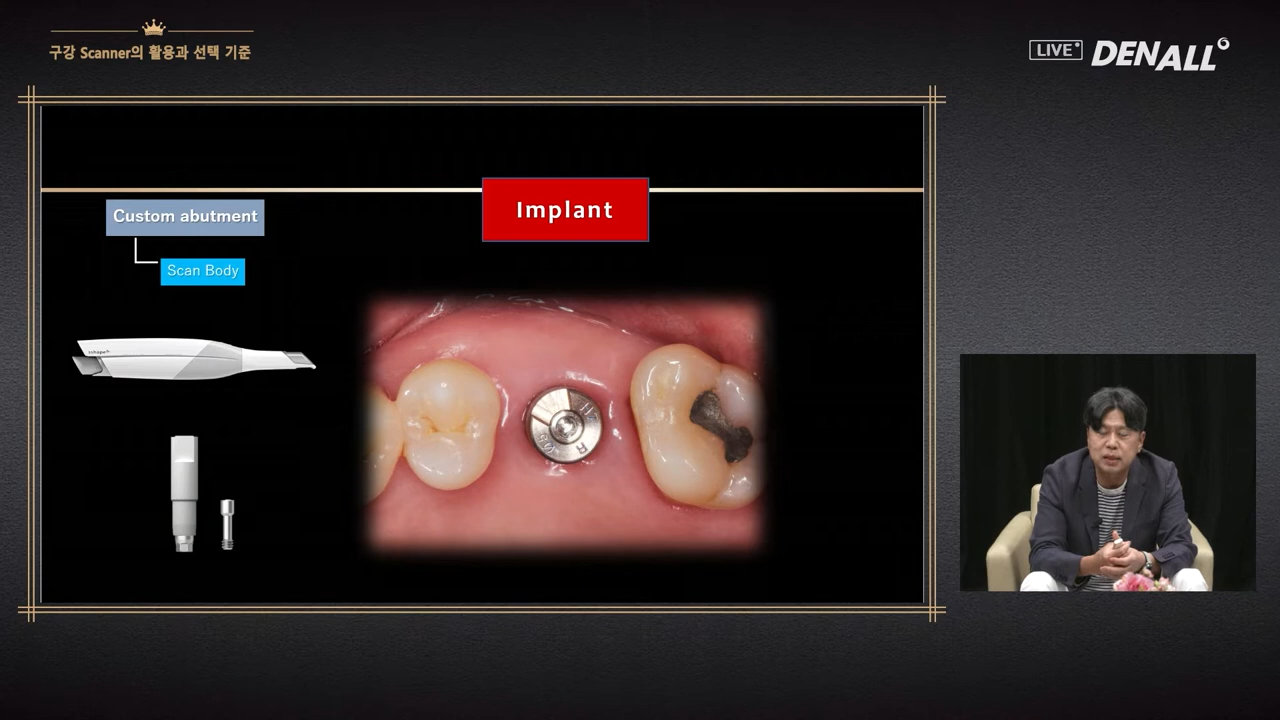 구강 Scanner의 활용과 선택 기준
LIVE
DENALL
Implant
Custom abutment
Scan Body
3shape